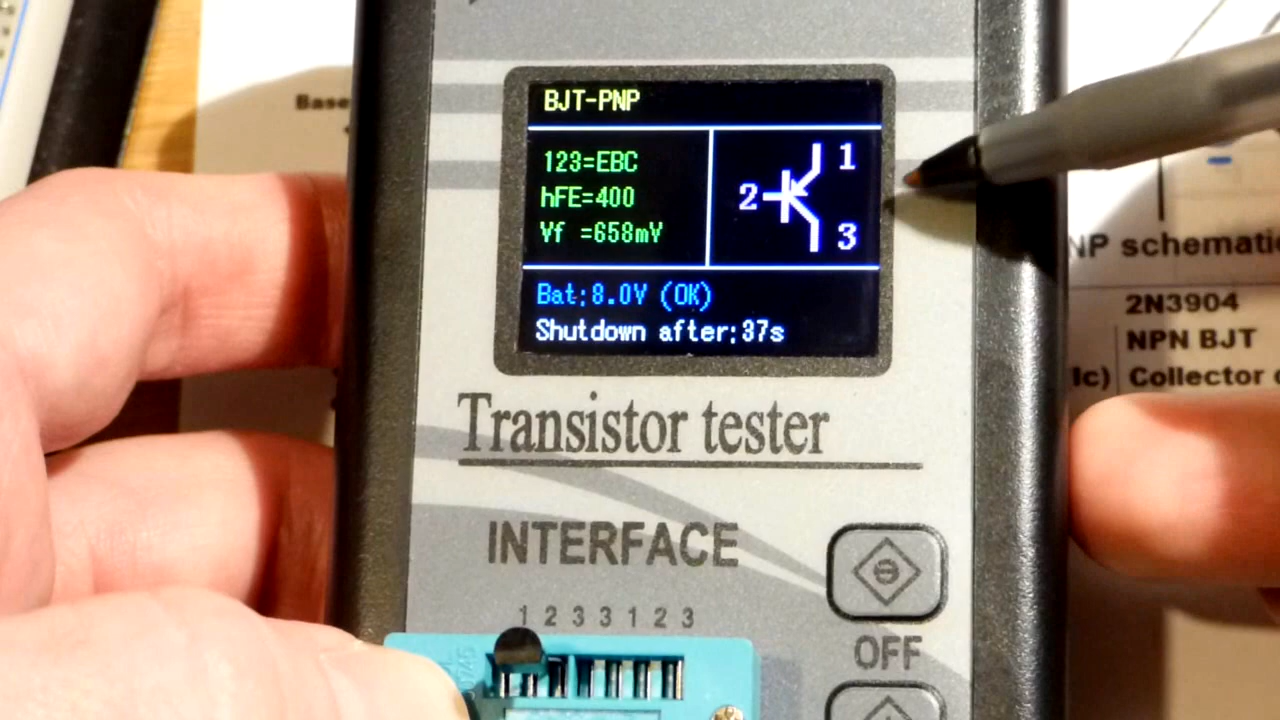 Base
BJT-PNP
123=EBC
hFE=400
Vf =658mV
1
2
3
Bat:8.0V (OK)
Shutdown after:37s
NP schematic
2N3904
NPN BJT
Ic) Collector
Transistor tester
INTERFACE
1 2 3 3 1 2 3
OFF